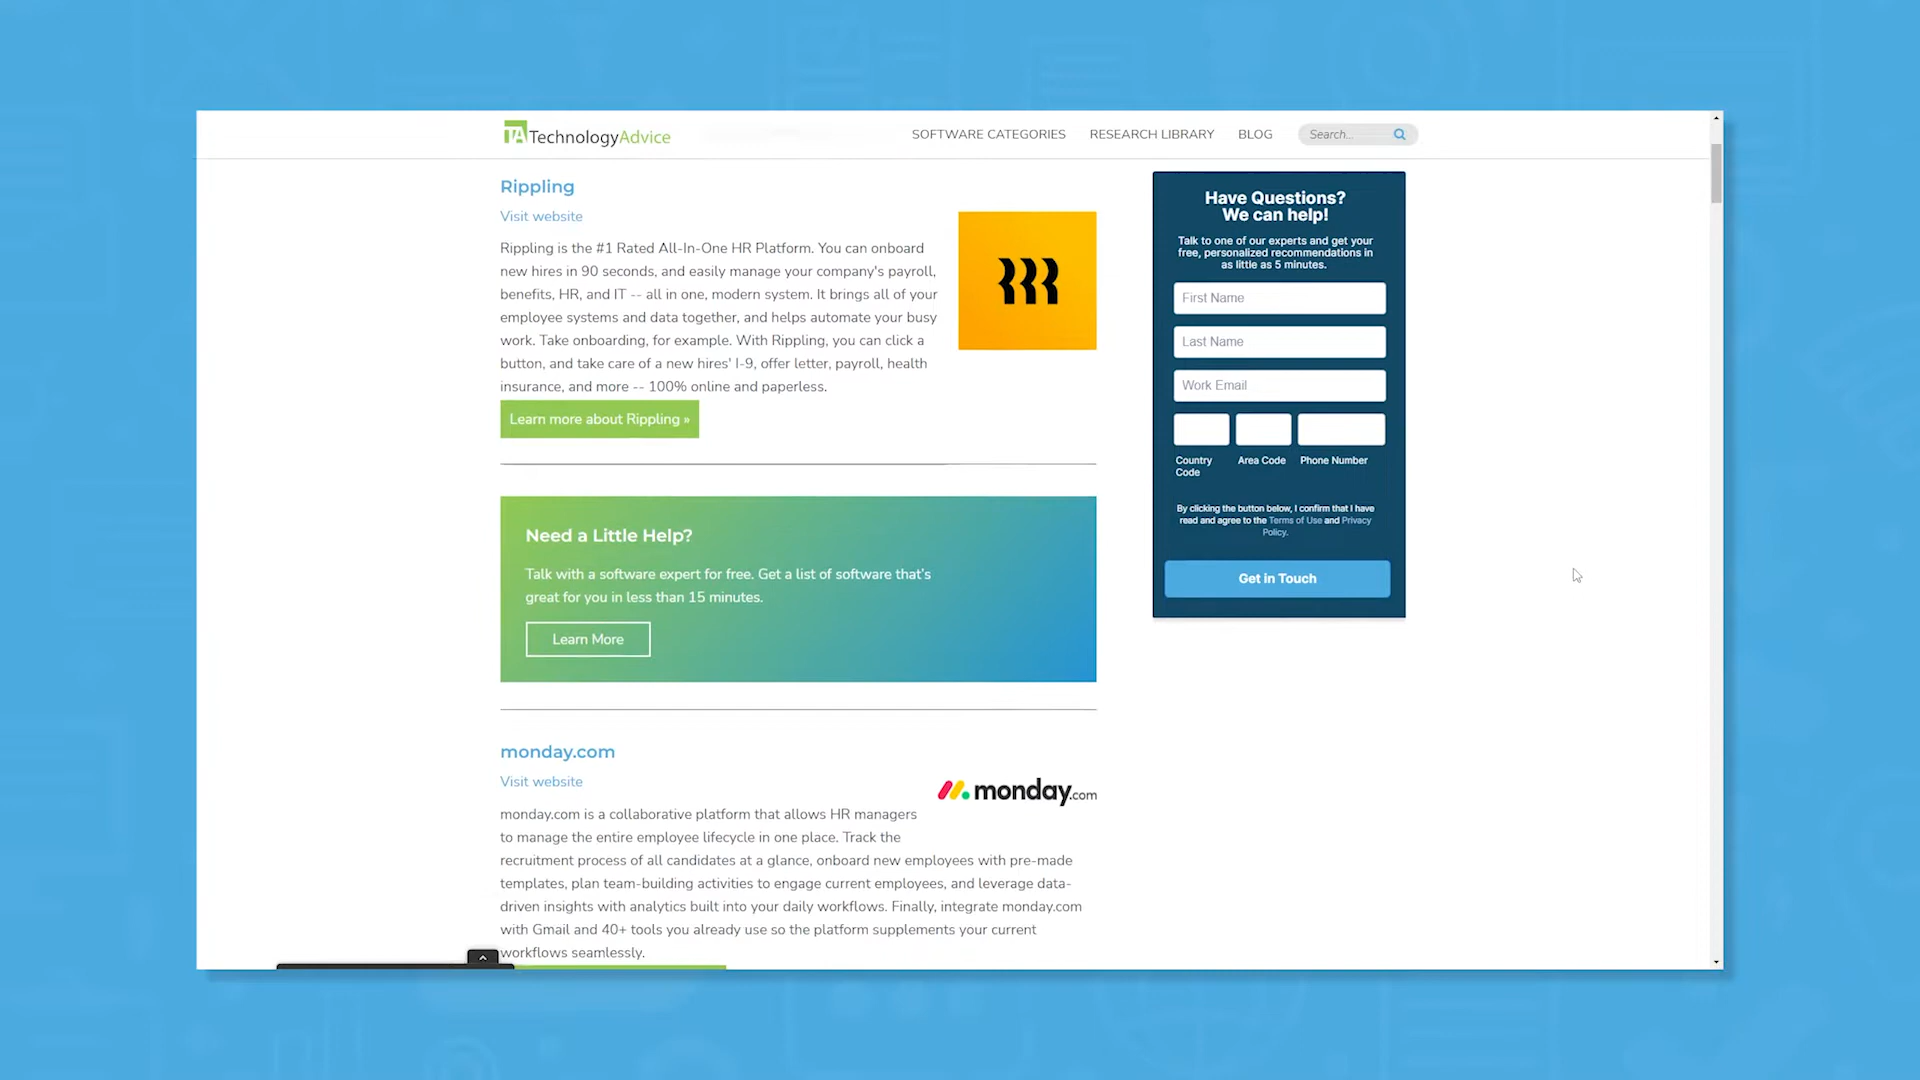 TA TechnologyAdvice
SOFTWARE CATEGORIES
RESEARCH LIBRARY
BLOG
Search...
Rippling
Visit website
Rippling is the #1 Rated All-In-One HR Platform. You can onboard
new hires in 90 seconds, and easily manage your company's payroll,
benefits, HR, and IT -- all in one, modern system. It brings all of your
employee systems and data together, and helps automate your busy
work. Take onboarding, for example. With Rippling, you can click a
button, and take care of a new hires' I-9, offer letter, payroll, health
insurance, and more -- 100% online and paperless.
Learn more about Rippling »
Need a Little Help?
Talk with a software expert for free. Get a list of software that's
great for you in less than 15 minutes.
Learn More
monday.com
Visit website
monday.com
monday.com is a collaborative platform that allows HR managers
to manage the entire employee lifecycle in one place. Track the
recruitment process of all candidates at a glance, onboard new employees with pre-made
templates, plan team-building activities to engage current employees, and leverage data-
driven insights with analytics built into your daily workflows. Finally, integrate monday.com
with Gmail and 40+ tools you already use so the platform supplements your current
workflows seamlessly.
Have Questions?
We can help!
Talk to one of our experts and get your
free, personalized recommendations in
as little as 5 minutes.
First Name
Last Name
Work Email
Country
Code
Area Code
Phone Number
By clicking the button below, I confirm that I have
read and agree to the Terms of Use and Privacy
Policy.
Get in Touch